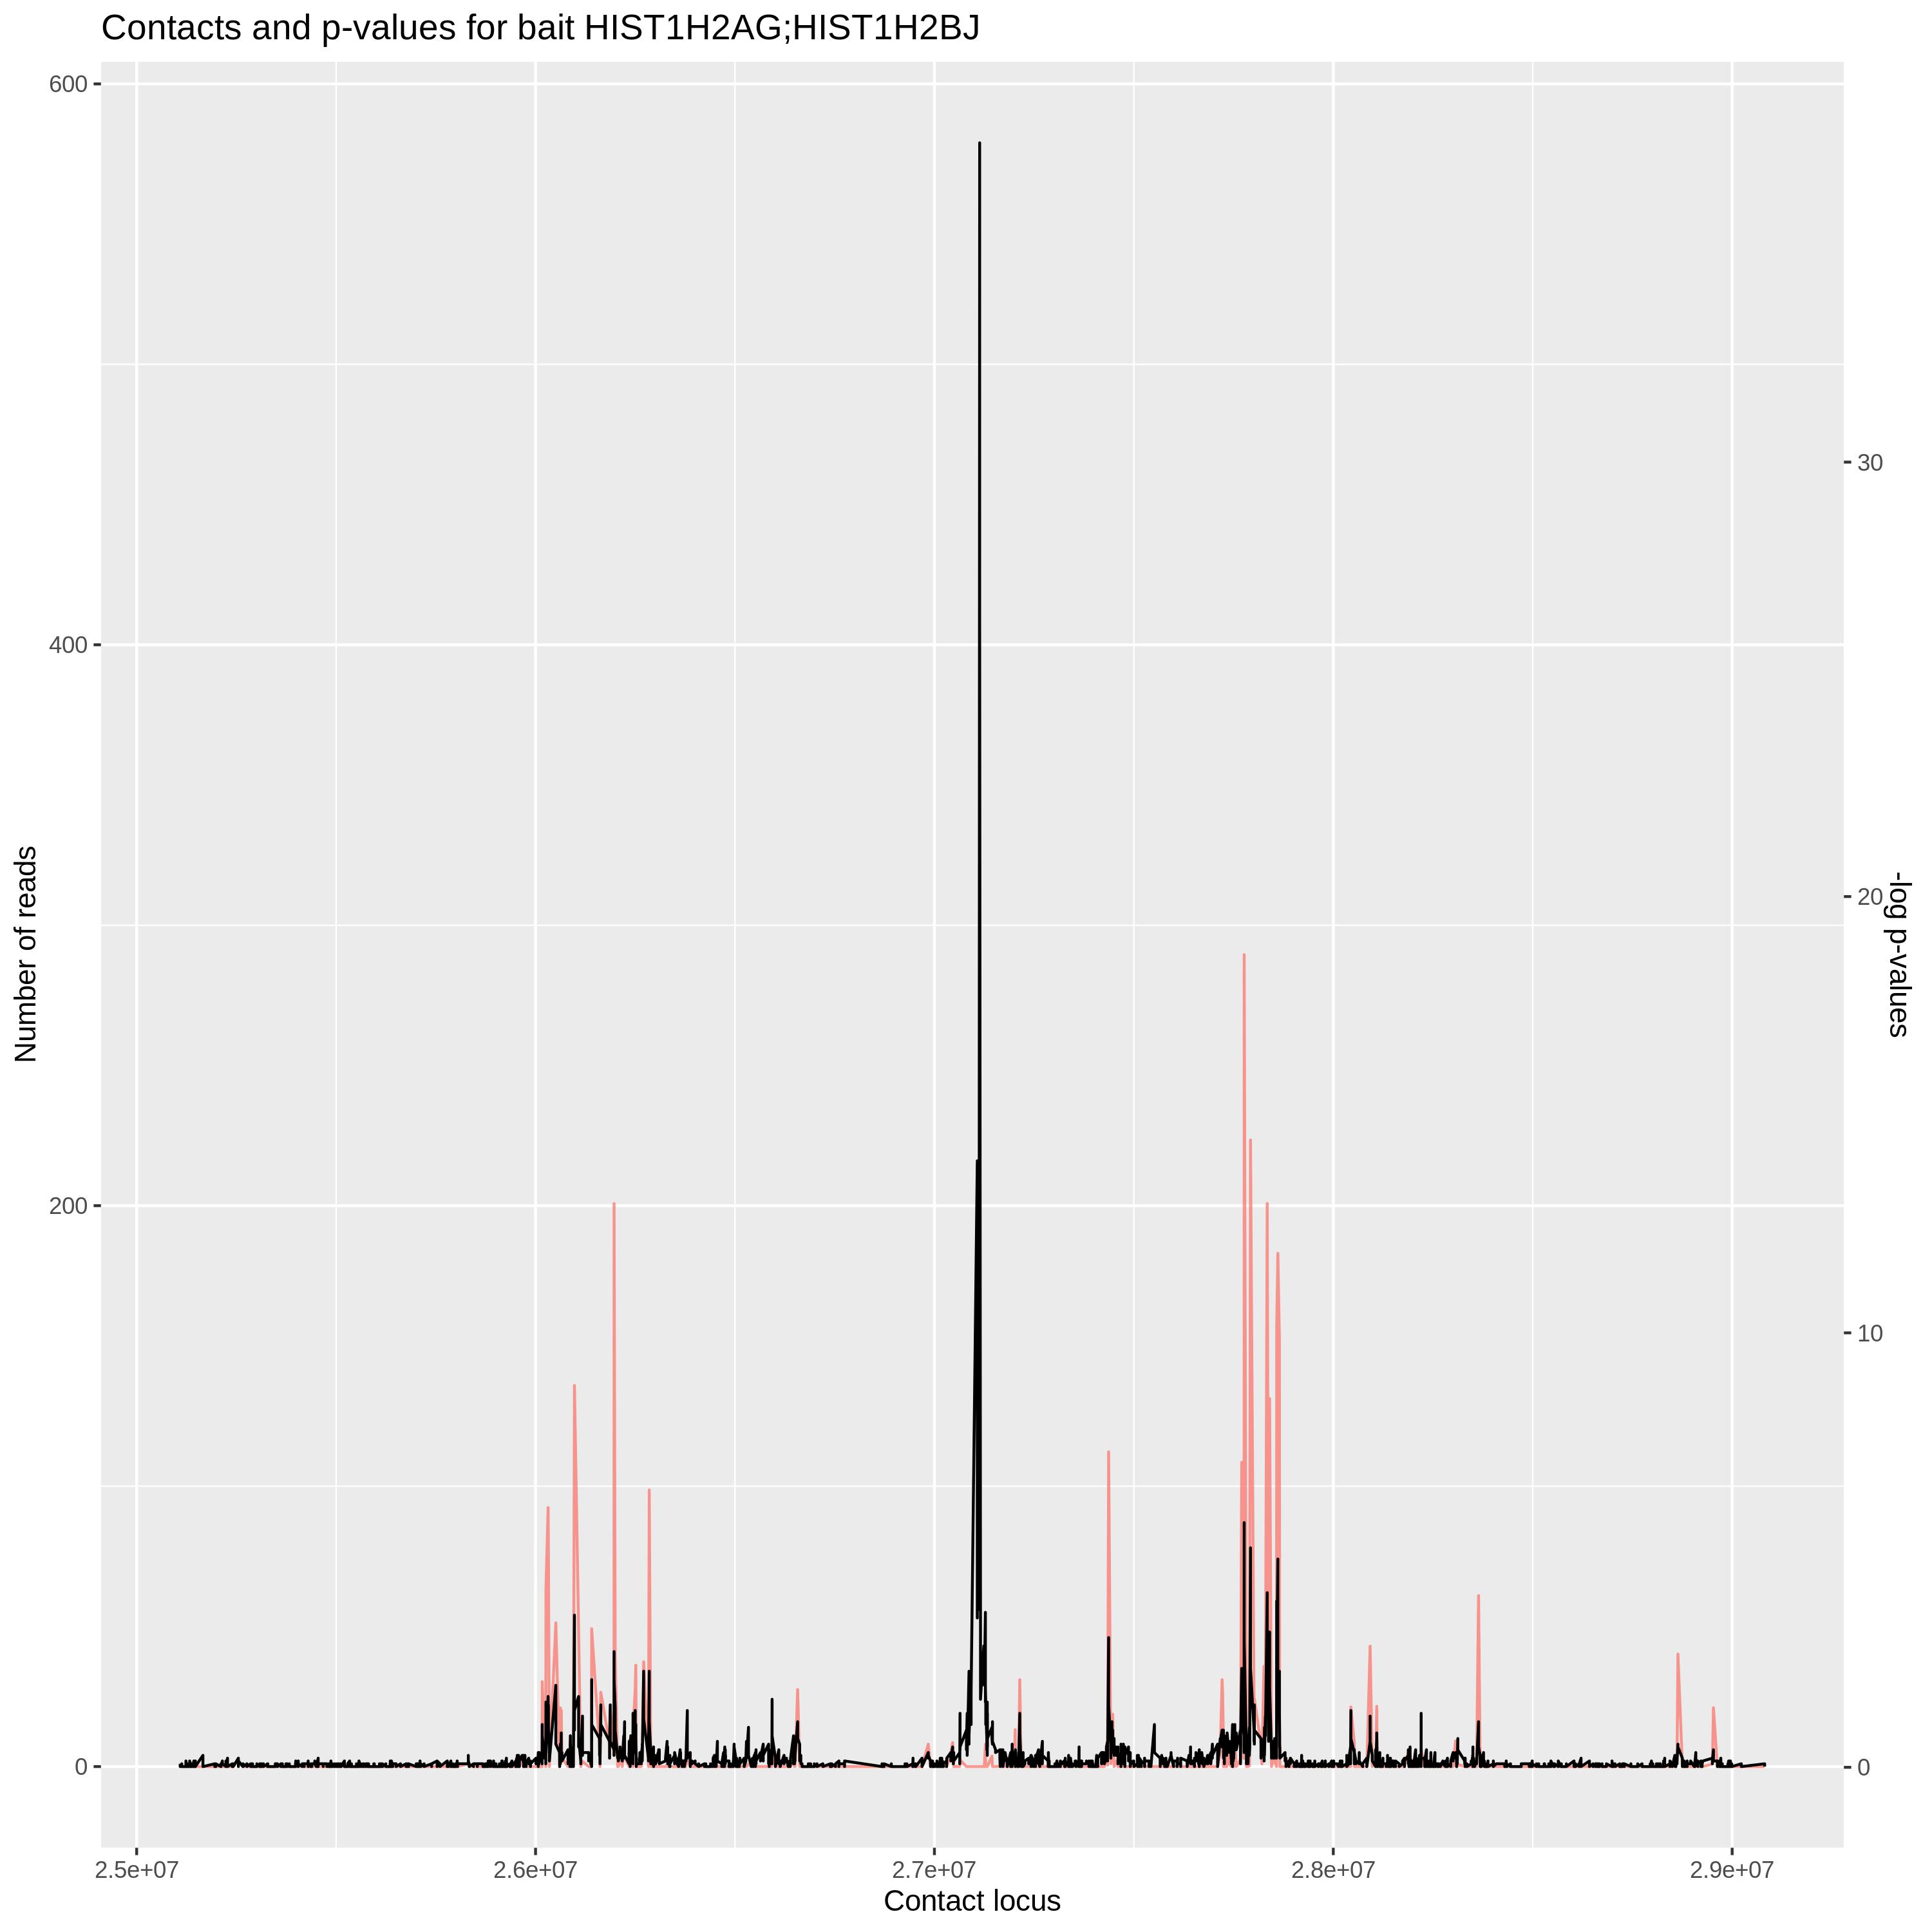 Contacts and p-values for bait HIST1H2AG;HIST1H2BJ
600
400
200
0
Number of reads
30
20
10
0
-log p-values
2.5e+07 2.6e+07 2.7e+07 2.8e+07 2.9e+07
Contact locus